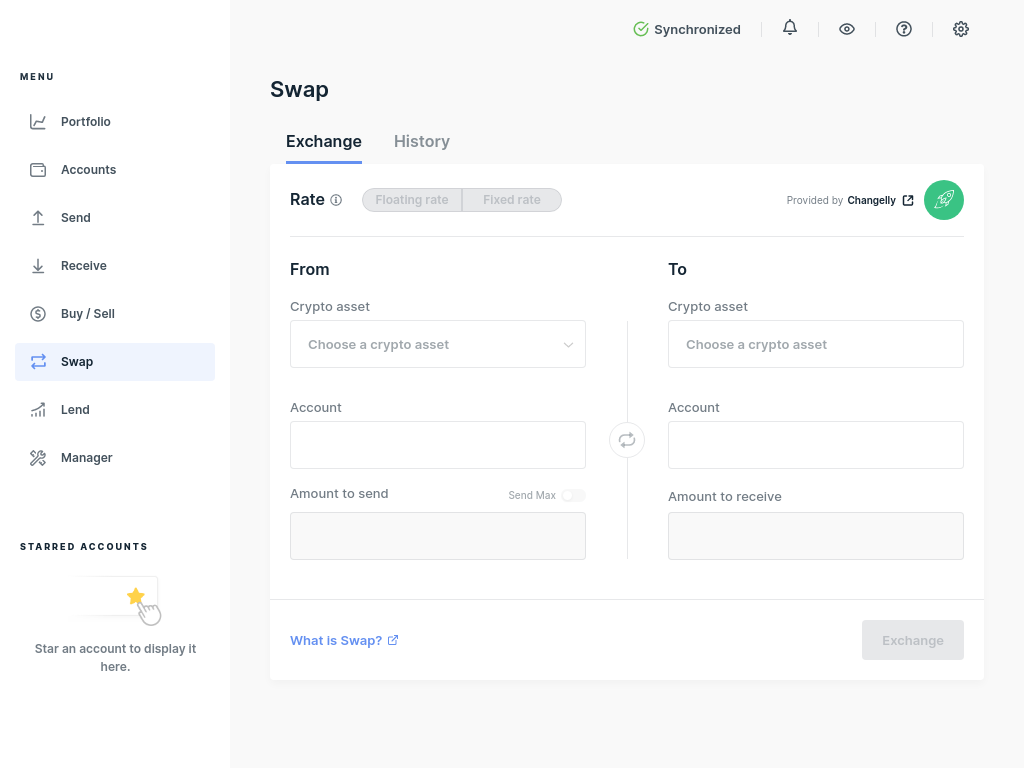 Synchronized
MENU
Portfolio
Accounts
Send
Receive
Buy / Sell
Swap
Lend
Manager
STARRED ACCOUNTS
Star an account to display it
here.
Swap
Exchange
History
Rate
Floating rate
Fixed rate
Provided by Changelly
From
Crypto asset
Choose a crypto asset
Account
Amount to send
Send Max
To
Crypto asset
Choose a crypto asset
Account
Amount to receive
What is Swap?
Exchange